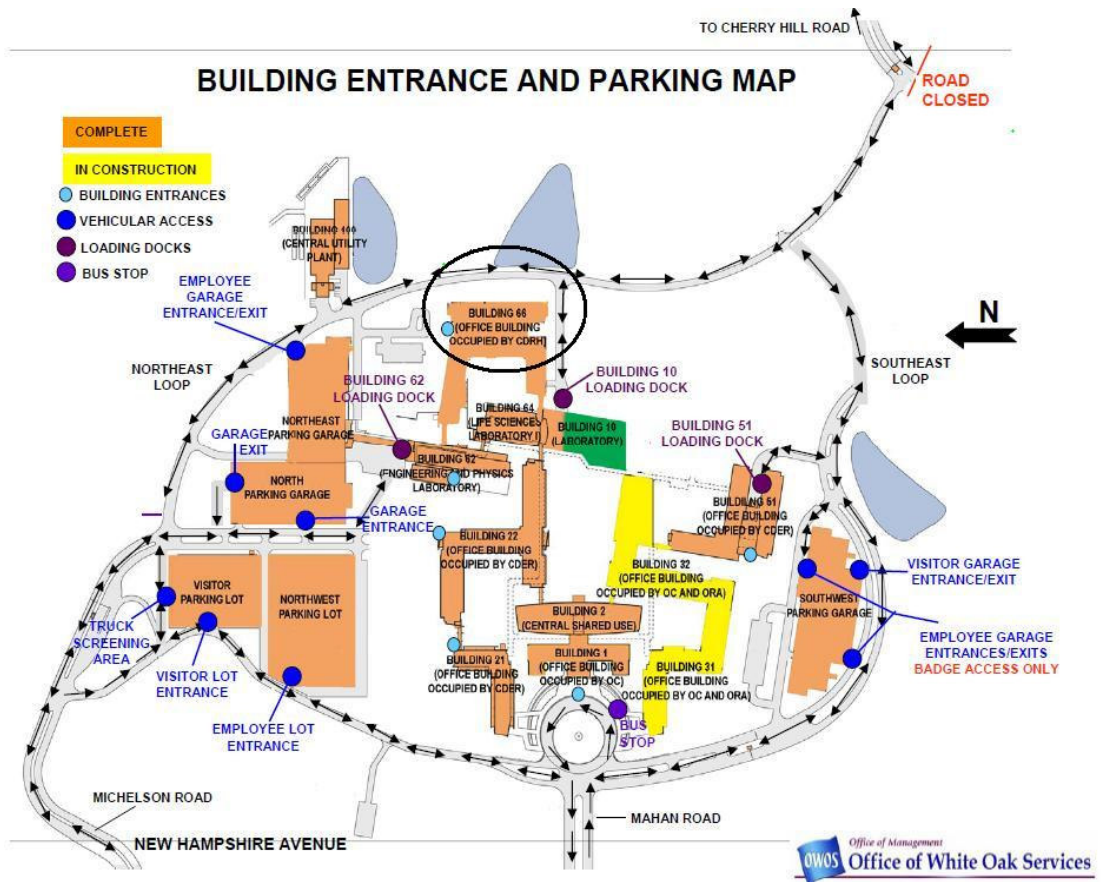 TO CHERRY HILL ROAD
BUILDING ENTRANCE AND PARKING MAP
ROAD
CLOSED
COMPLETE
IN CONSTRUCTION
BUILDING ENTRANCES
VEHICULAR ACCESS
LOADING DOCKS
BUS STOP
BUILDING 100
(CENTRAL UTILITY
PLANT)
EMPLOYEE
GARAGE
ENTRANCE/EXIT
BUILDING 66
(OFFICE BUILDING
OCCUPIED BY CDRH)
N
NORTHEAST
LOOP
SOUTHEAST
LOOP
BUILDING 62
LOADING DOCK
BUILDING 10
LOADING DOCK
NORTHEAST
PARKING GARAGE
BUILDING 64
(LIFE SCIENCES
LABORATORY I)
BUILDING 10
(LABORATORY)
BUILDING 51
LOADING DOCK
GARAGE
EXIT
BUILDING 62
(ENGINEERING AND PHYSICS
LABORATORY)
NORTH
PARKING GARAGE
GARAGE
ENTRANCE
BUILDING 51
(OFFICE BUILDING
OCCUPIED BY CDER)
BUILDING 22
(OFFICE BUILDING
OCCUPIED BY CDER)
BUILDING 32
(OFFICE BUILDING
OCCUPIED BY OC AND ORA)
VISITOR GARAGE
ENTRANCE/EXIT
VISITOR
PARKING LOT
NORTHWEST
PARKING LOT
SOUTHWEST
PARKING GARAGE
BUILDING 2
(CENTRAL SHARED USE)
TRUCK
SCREENING
AREA
EMPLOYEE GARAGE
ENTRANCES/EXITS
BADGE ACCESS ONLY
BUILDING 21
(OFFICE BUILDING
OCCUPIED BY CDER)
BUILDING 1
(OFFICE BUILDING
OCCUPIED BY OC)
BUILDING 31
(OFFICE BUILDING
OCCUPIED BY OC AND ORA)
VISITOR LOT
ENTRANCE
EMPLOYEE LOT
ENTRANCE
BUS
STOP
MICHELSON ROAD
MAHAN ROAD
NEW HAMPSHIRE AVENUE
OWOS
Office of Management
Office of White Oak Services